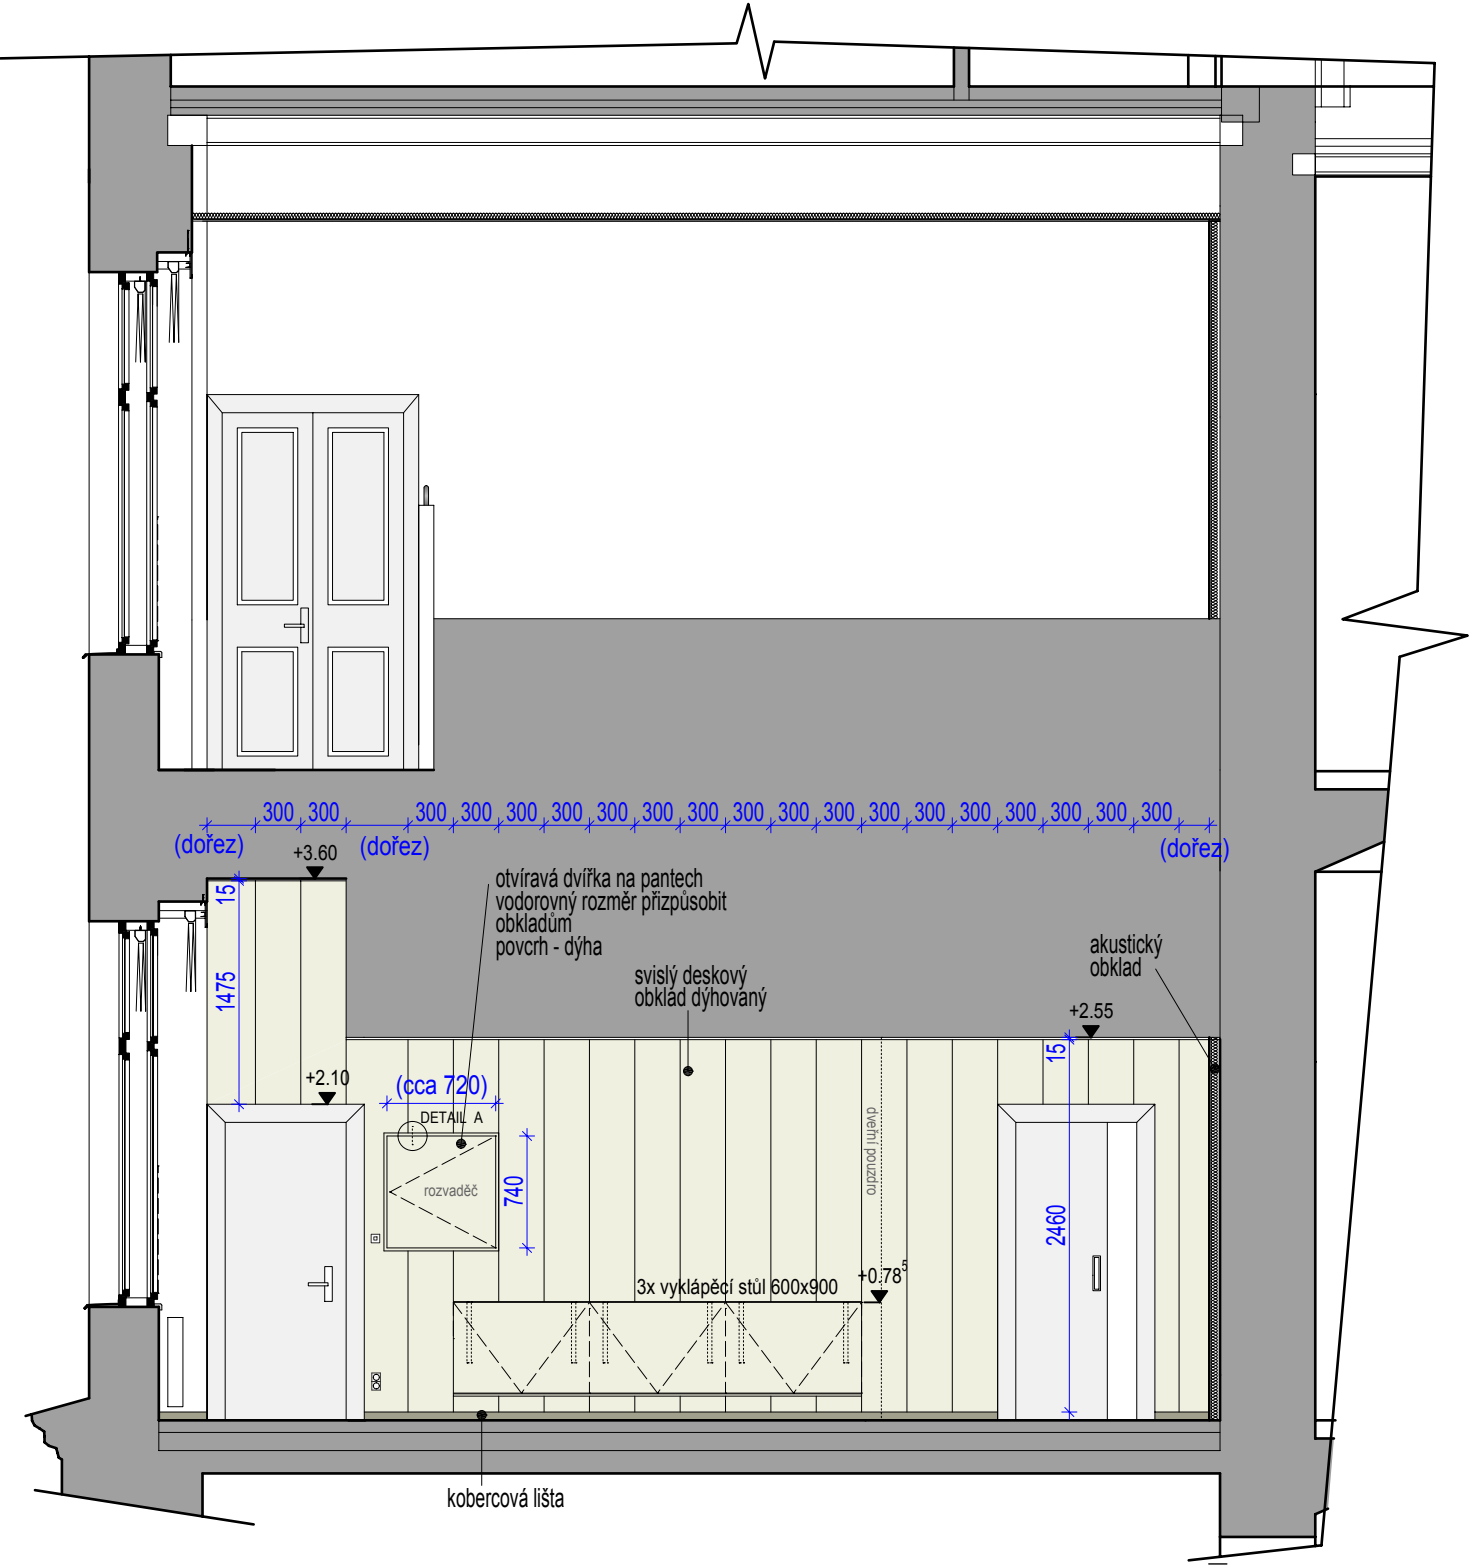 300 300 300 300 300 300 300 300 300 300 300 300 300 300 300 300 300 300 300
(dořez) (dořez) (dořez)
+3.60
15
1475
otvíravá dvířka na pantech
vodorovný rozměr přizpůsobit
obkladům
povcrh - dýha
svislý deskový
obklad dýhovaný
akustický
obklad
+2.55
15
+2.10
(cca 720)
DETAIL A
rozvaděč
740
dveřní pouzdro
2460
3x vyklápěcí stůl 600x900
+0.78⁵
kobercová lišta